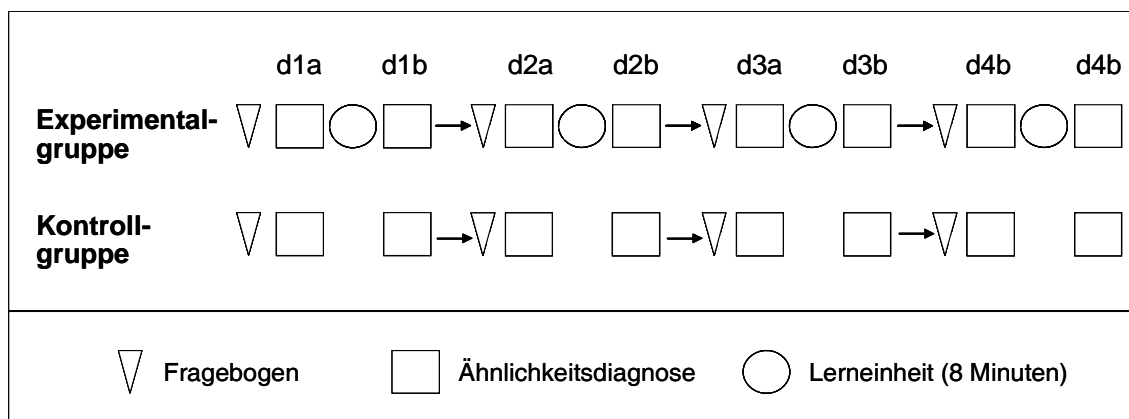 d1a d1b d2a d2b d3a d3b d4b d4b
Experimental-
gruppe
Kontroll-
gruppe
Fragebogen Ähnlichkeitsdiagnose Lerneinheit (8 Minuten)